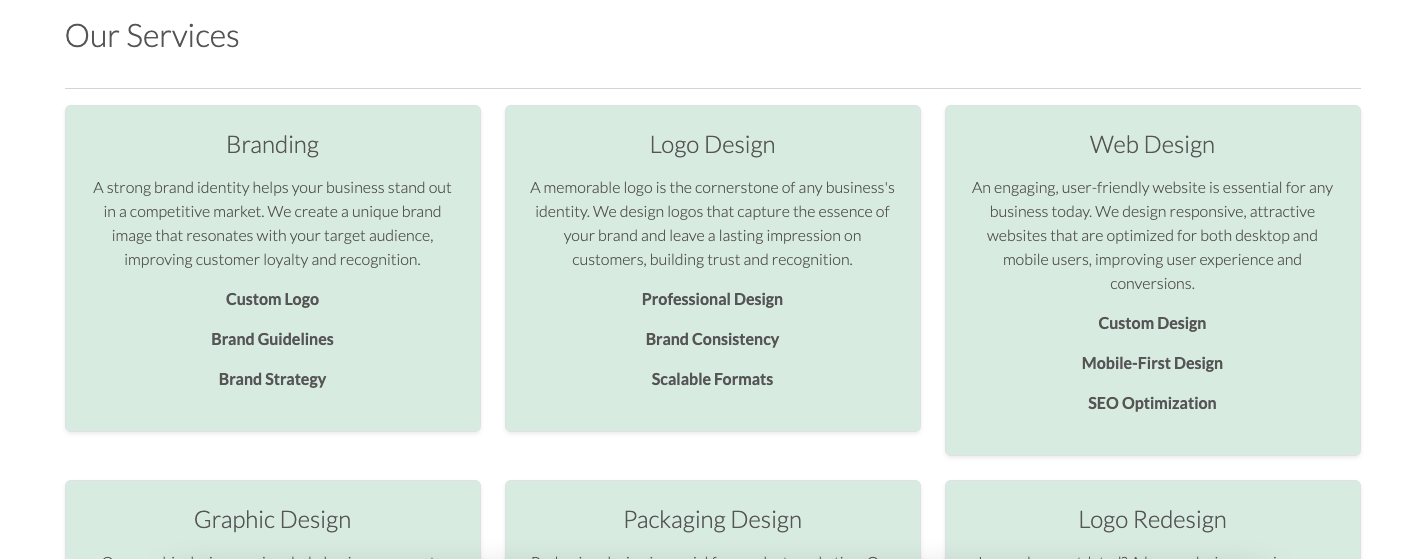 Our Services
Branding
A strong brand identity helps your business stand out
in a competitive market. We create a unique brand
image that resonates with your target audience,
improving customer loyalty and recognition.
Custom Logo
Brand Guidelines
Brand Strategy
Logo Design
A memorable logo is the cornerstone of any business's
identity. We design logos that capture the essence of
your brand and leave a lasting impression on
customers, building trust and recognition.
Professional Design
Brand Consistency
Scalable Formats
Web Design
An engaging, user-friendly website is essential for any
business today. We design responsive, attractive
websites that are optimized for both desktop and
mobile users, improving user experience and
conversions.
Custom Design
Mobile-First Design
SEO Optimization
Graphic Design
Packaging Design
Logo Redesign